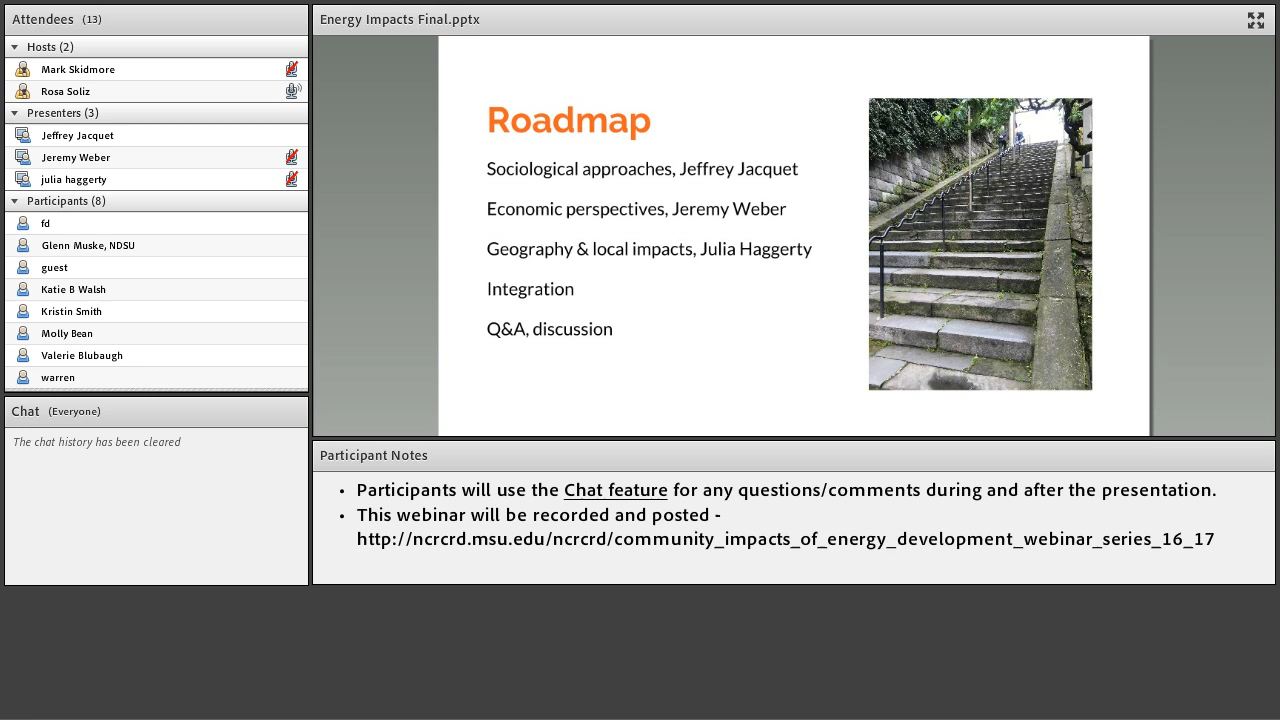 Attendees (13)
Hosts (2)
Mark Skidmore
Rosa Soliz
Presenters (3)
Jeffrey Jacquet
Jeremy Weber
julia haggerty
Participants (8)
fd
Glenn Muske, NDSU
guest
Katie B Walsh
Kristin Smith
Molly Bean
Valerie Blubaugh
warren
Chat (Everyone)
The chat history has been cleared
Energy Impacts Final.pptx
Roadmap
Sociological approaches, Jeffrey Jacquet
Economic perspectives, Jeremy Weber
Geography & local impacts, Julia Haggerty
Integration
Q&A, discussion
Participant Notes
• Participants will use the Chat feature for any questions/comments during and after the presentation.
• This webinar will be recorded and posted -
http://ncrcrd.msu.edu/ncrcrd/community_impacts_of_energy_development_webinar_series_16_17